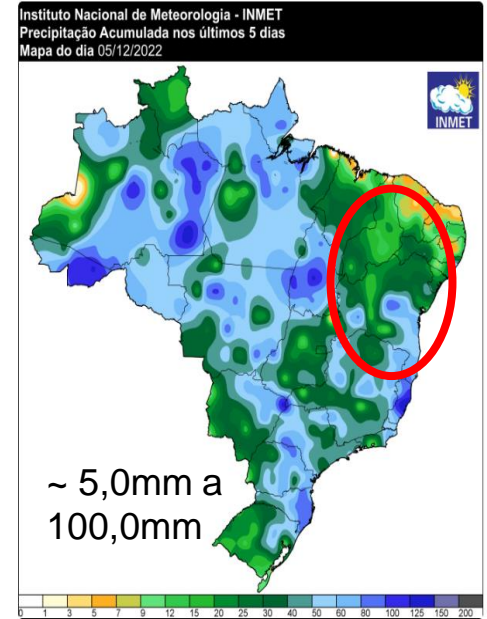 Instituto Nacional de Meteorologia - INMET
Precipitação Acumulada nos últimos 5 dias
Mapa do dia 05/12/2022
INMET
~ 5,0mm a
100,0mm
0 1 3 5 7 9 12 15 20 25 30 40 50 60 80 100 125 150 200